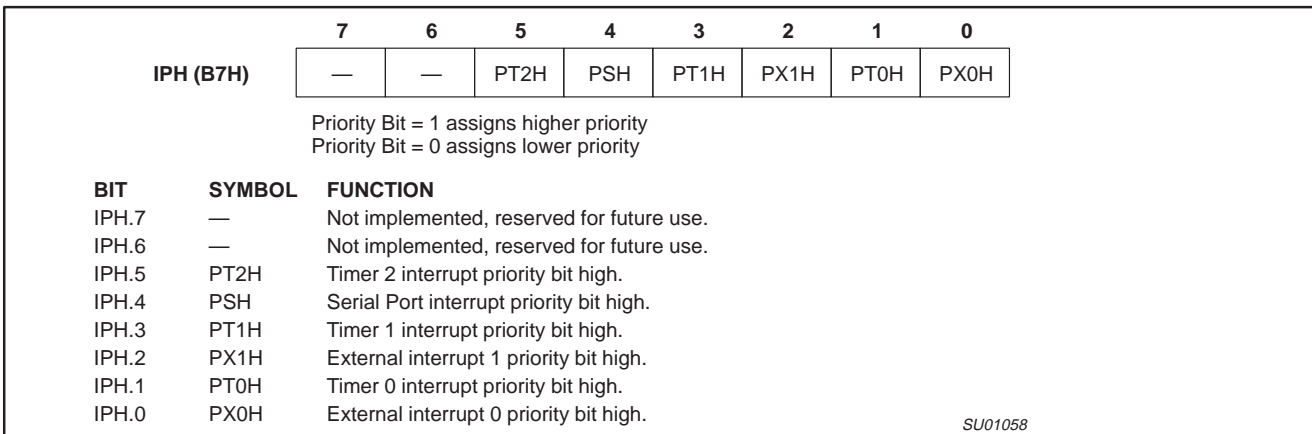 7 6 5 4 3 2 1 0
IPH (B7H) — — PT2H PSH PT1H PX1H PT0H PX0H
Priority Bit = 1 assigns higher priority
Priority Bit = 0 assigns lower priority
BIT SYMBOL FUNCTION
IPH.7 — Not implemented, reserved for future use.
IPH.6 — Not implemented, reserved for future use.
IPH.5 PT2H Timer 2 interrupt priority bit high.
IPH.4 PSH Serial Port interrupt priority bit high.
IPH.3 PT1H Timer 1 interrupt priority bit high.
IPH.2 PX1H External interrupt 1 priority bit high.
IPH.1 PT0H Timer 0 interrupt priority bit high.
IPH.0 PX0H External interrupt 0 priority bit high.
SU01058